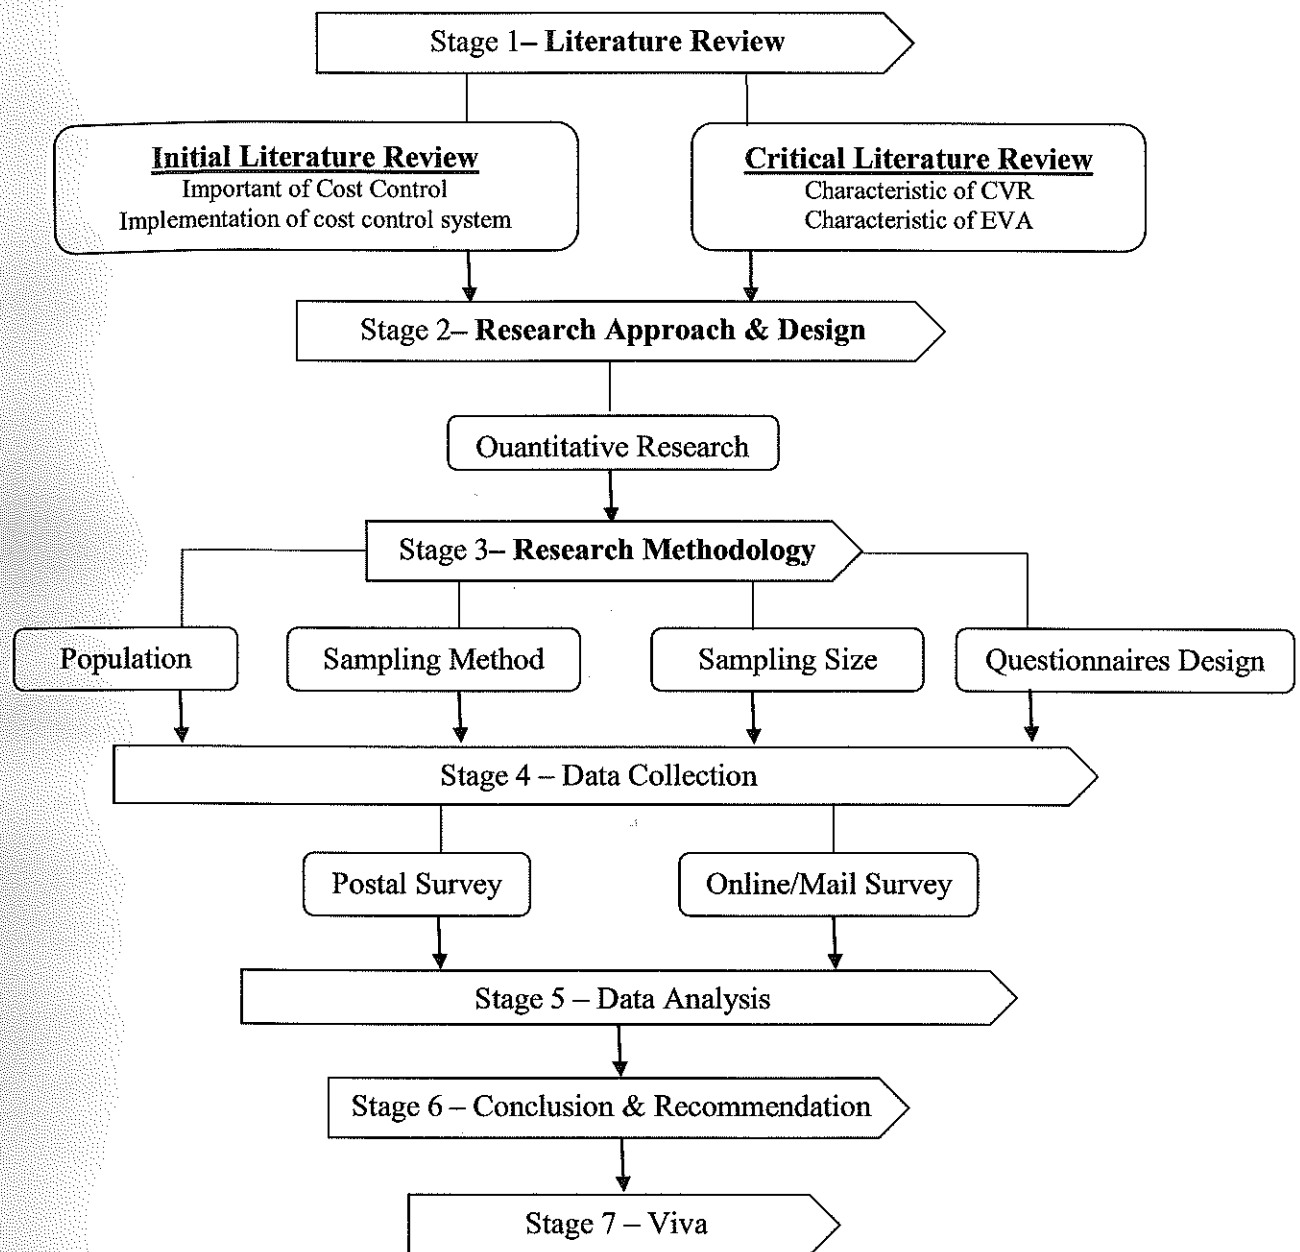 Stage 1– Literature Review
Initial Literature Review
Important of Cost Control
Implementation of cost control system
Critical Literature Review
Characteristic of CVR
Characteristic of EVA
Stage 2– Research Approach & Design
Quantitative Research
Stage 3– Research Methodology
Population
Sampling Method
Sampling Size
Questionnaires Design
Stage 4 – Data Collection
Postal Survey
Online/Mail Survey
Stage 5 – Data Analysis
Stage 6 – Conclusion & Recommendation
Stage 7 – Viva